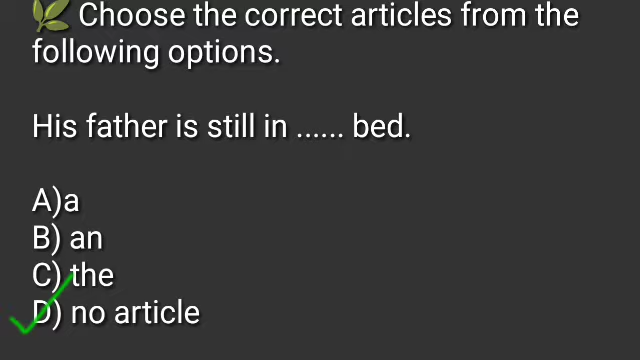 Choose the correct articles from the
following options.
His father is still in ...... bed.
A)a
B) an
C) the
D) no article